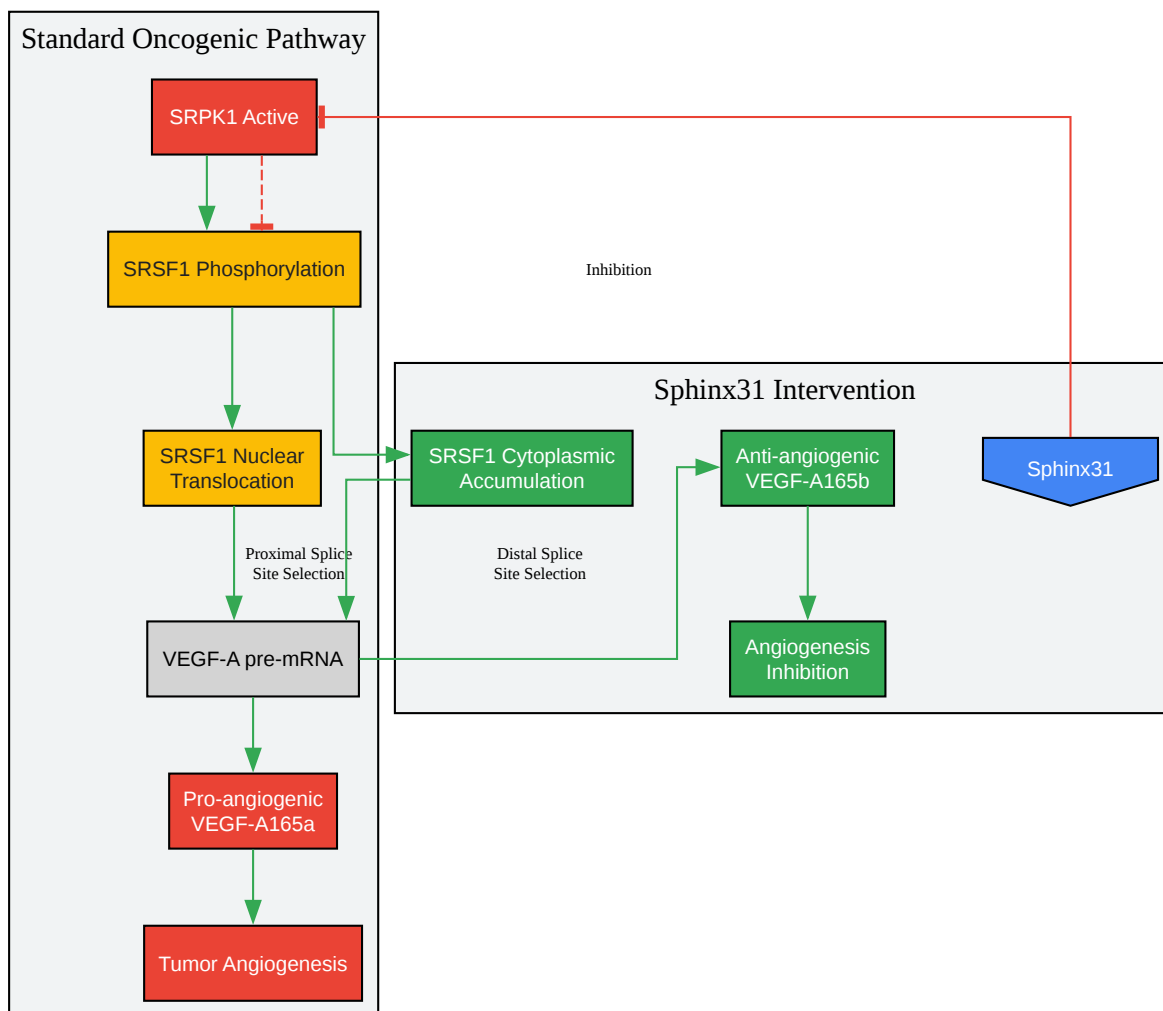 Standard Oncogenic Pathway
SRPK1 Active
SRSF1 Phosphorylation
Inhibition
Sphinx31 Intervention
SRSF1 Nuclear
Translocation
SRSF1 Cytoplasmic
Accumulation
Anti-angiogenic
VEGF-A165b
Sphinx31
Proximal Splice
Site Selection
Distal Splice
Site Selection
VEGF-A pre-mRNA
Angiogenesis
Inhibition
Pro-angiogenic
VEGF-A165a
Tumor Angiogenesis